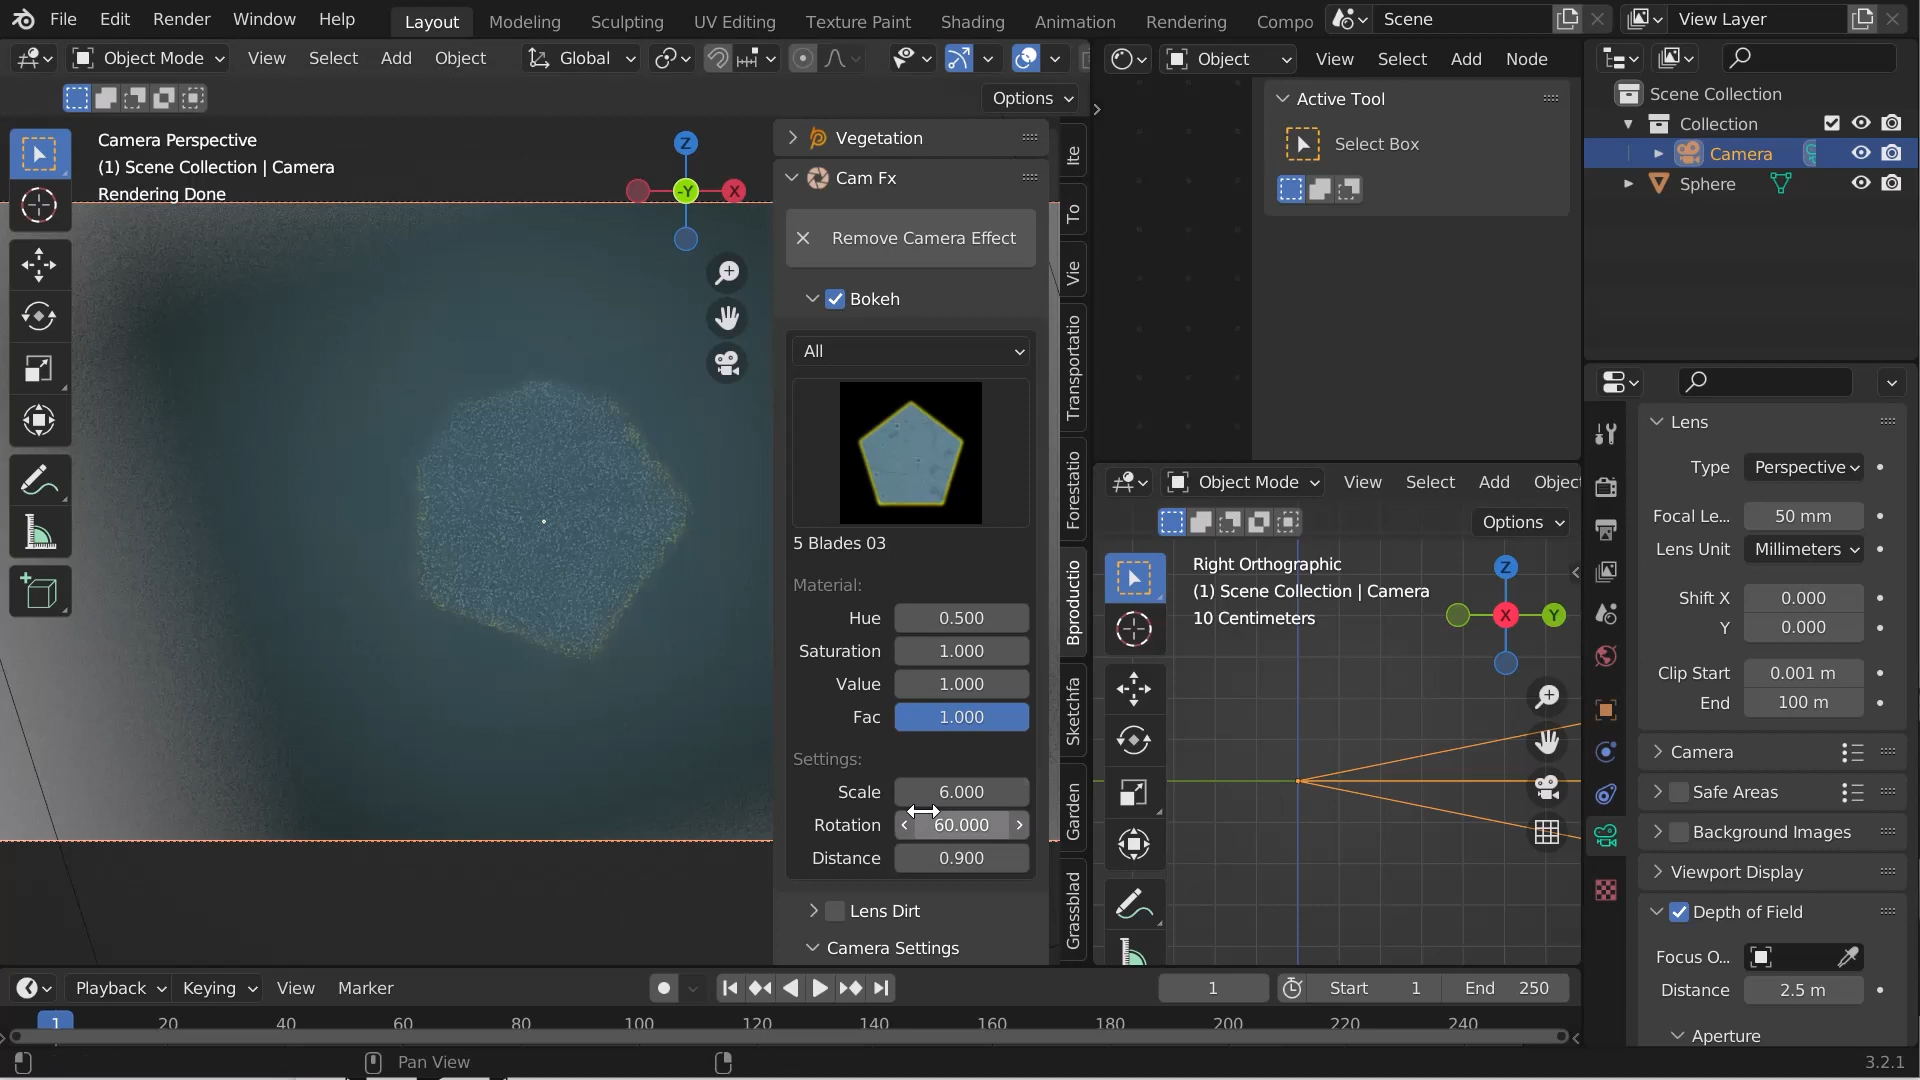 File Edit Render Window Help Layout Modeling Sculpting UV Editing Texture Paint Shading Animation Rendering Compo Scene View Layer
Object Mode View Select Add Object Global Object View Select Add Node
Options
Camera Perspective
(1) Scene Collection | Camera
Rendering Done
Z
-Y
X
Vegetation
Cam Fx
Remove Camera Effect
Bokeh
All
5 Blades 03
Material:
Hue 0.500
Saturation 1.000
Value 1.000
Fac 1.000
Settings:
Scale 6.000
Rotation 60.000
Distance 0.900
Lens Dirt
Camera Settings
Ite
To
Vie
Transportatio
Forestatio
Bproductio
Sketchfa
Garden
Grassblad
Active Tool
Select Box
Object Mode View Select Add Object
Options
Right Orthographic
(1) Scene Collection | Camera
10 Centimeters
Z
X
Y
Scene Collection
Collection
Camera
Sphere
Lens
Type Perspective
Focal Le... 50 mm
Lens Unit Millimeters
Shift X 0.000
Y 0.000
Clip Start 0.001 m
End 100 m
Camera
Safe Areas
Background Images
Viewport Display
Depth of Field
Focus O...
Distance 2.5 m
Aperture
Playback Keying View Marker 1 Start 1 End 250
1 20 40 60 80 100 120 140 160 180 200 220 240
Pan View 3.2.1